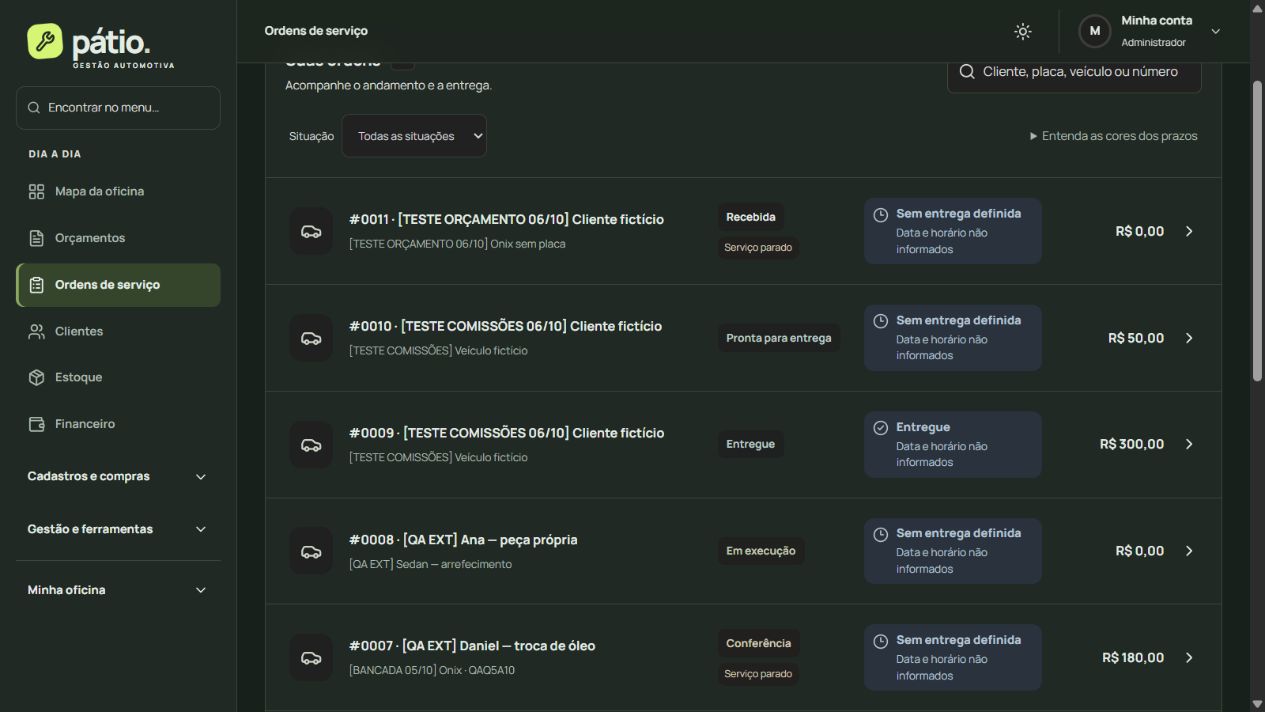 pátio.
GESTÃO AUTOMOTIVA
Encontrar no menu...
DIA A DIA
Mapa da oficina
Orçamentos
Ordens de serviço
Clientes
Estoque
Financeiro
Cadastros e compras
Gestão e ferramentas
Minha oficina
Ordens de serviço
M
Minha conta
Administrador
Suas ordens
Acompanhe o andamento e a entrega.
Cliente, placa, veículo ou número
Situação
Todas as situações
Entenda as cores dos prazos
#0011 · [TESTE ORÇAMENTO 06/10] Cliente fictício
[TESTE ORÇAMENTO 06/10] Onix sem placa
Recebida
Serviço parado
Sem entrega definida
Data e horário não
informados
R$ 0,00
#0010 · [TESTE COMISSÕES 06/10] Cliente fictício
[TESTE COMISSÕES] Veículo fictício
Pronta para entrega
Sem entrega definida
Data e horário não
informados
R$ 50,00
#0009 · [TESTE COMISSÕES 06/10] Cliente fictício
[TESTE COMISSÕES] Veículo fictício
Entregue
Entregue
Data e horário não
informados
R$ 300,00
#0008 · [QA EXT] Ana — peça própria
[QA EXT] Sedan — arrefecimento
Em execução
Sem entrega definida
Data e horário não
informados
R$ 0,00
#0007 · [QA EXT] Daniel — troca de óleo
[BANCADA 05/10] Onix · QAQ5A10
Conferência
Serviço parado
Sem entrega definida
Data e horário não
informados
R$ 180,00